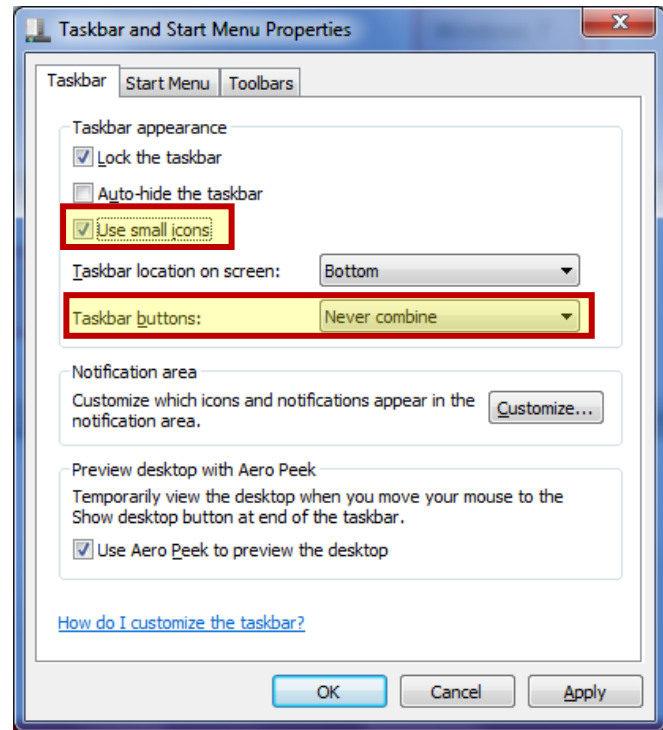 Taskbar and Start Menu Properties
Taskbar Start Menu Toolbars
Taskbar appearance
Lock the taskbar
Auto-hide the taskbar
Use small icons
Taskbar location on screen: Bottom
Taskbar buttons: Never combine
Notification area
Customize which icons and notifications appear in the
notification area.
Customize...
Preview desktop with Aero Peek
Temporarily view the desktop when you move your mouse to the
Show desktop button at end of the taskbar.
Use Aero Peek to preview the desktop
How do I customize the taskbar?
OK Cancel Apply